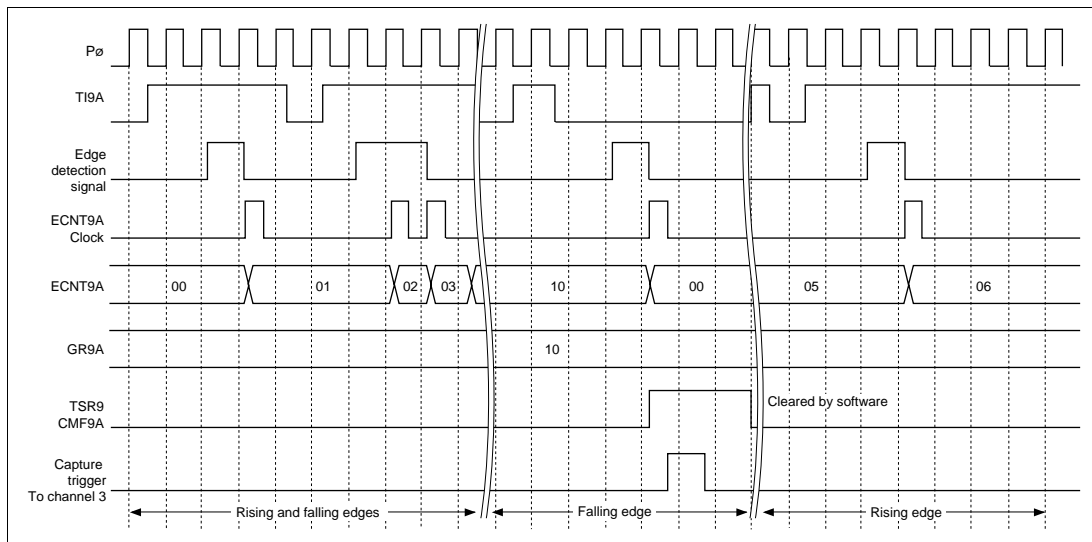 Pø
TI9A
Edge
detection
signal
ECNT9A
Clock
ECNT9A
00
01
02
03
10
00
05
06
GR9A
10
TSR9
CMF9A
Cleared by software
Capture
trigger
To channel 3
Rising and falling edges
Falling edge
Rising edge